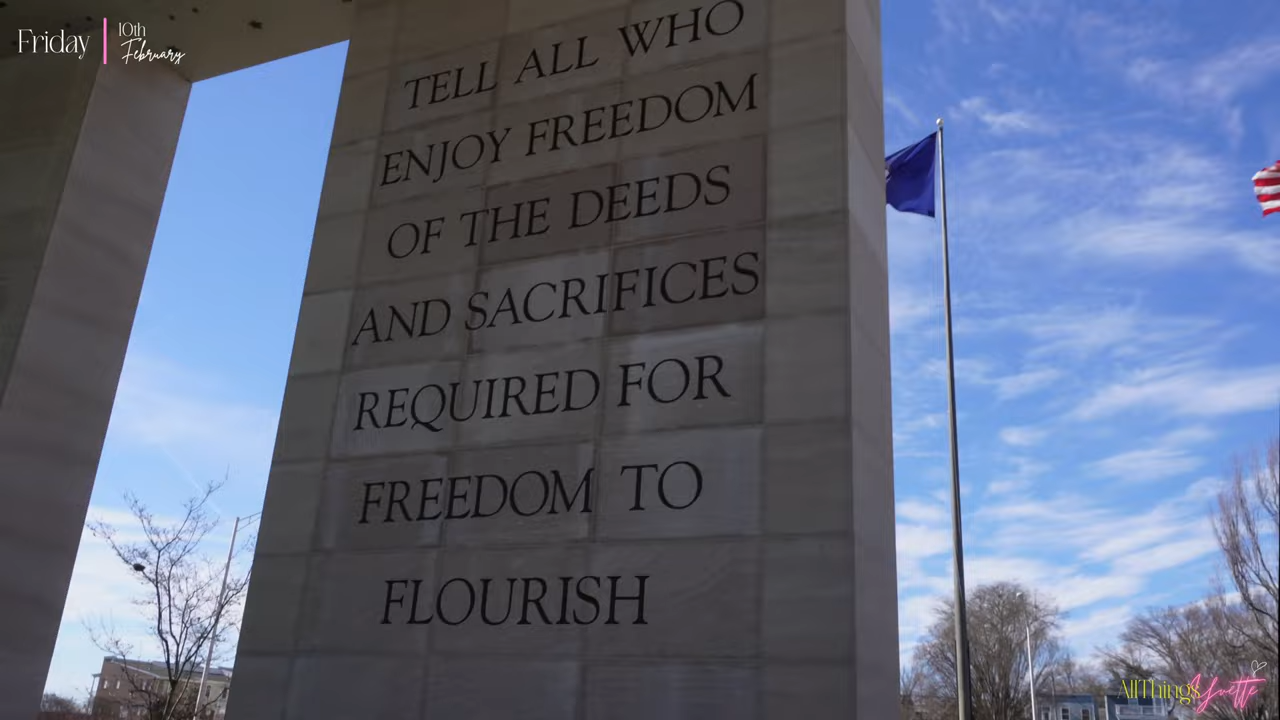 Friday
10th
February
TELL ALL WHO
ENJOY FREEDOM
OF THE DEEDS
AND SACRIFICES
REQUIRED FOR
FREEDOM TO
FLOURISH
AllThingsYvette